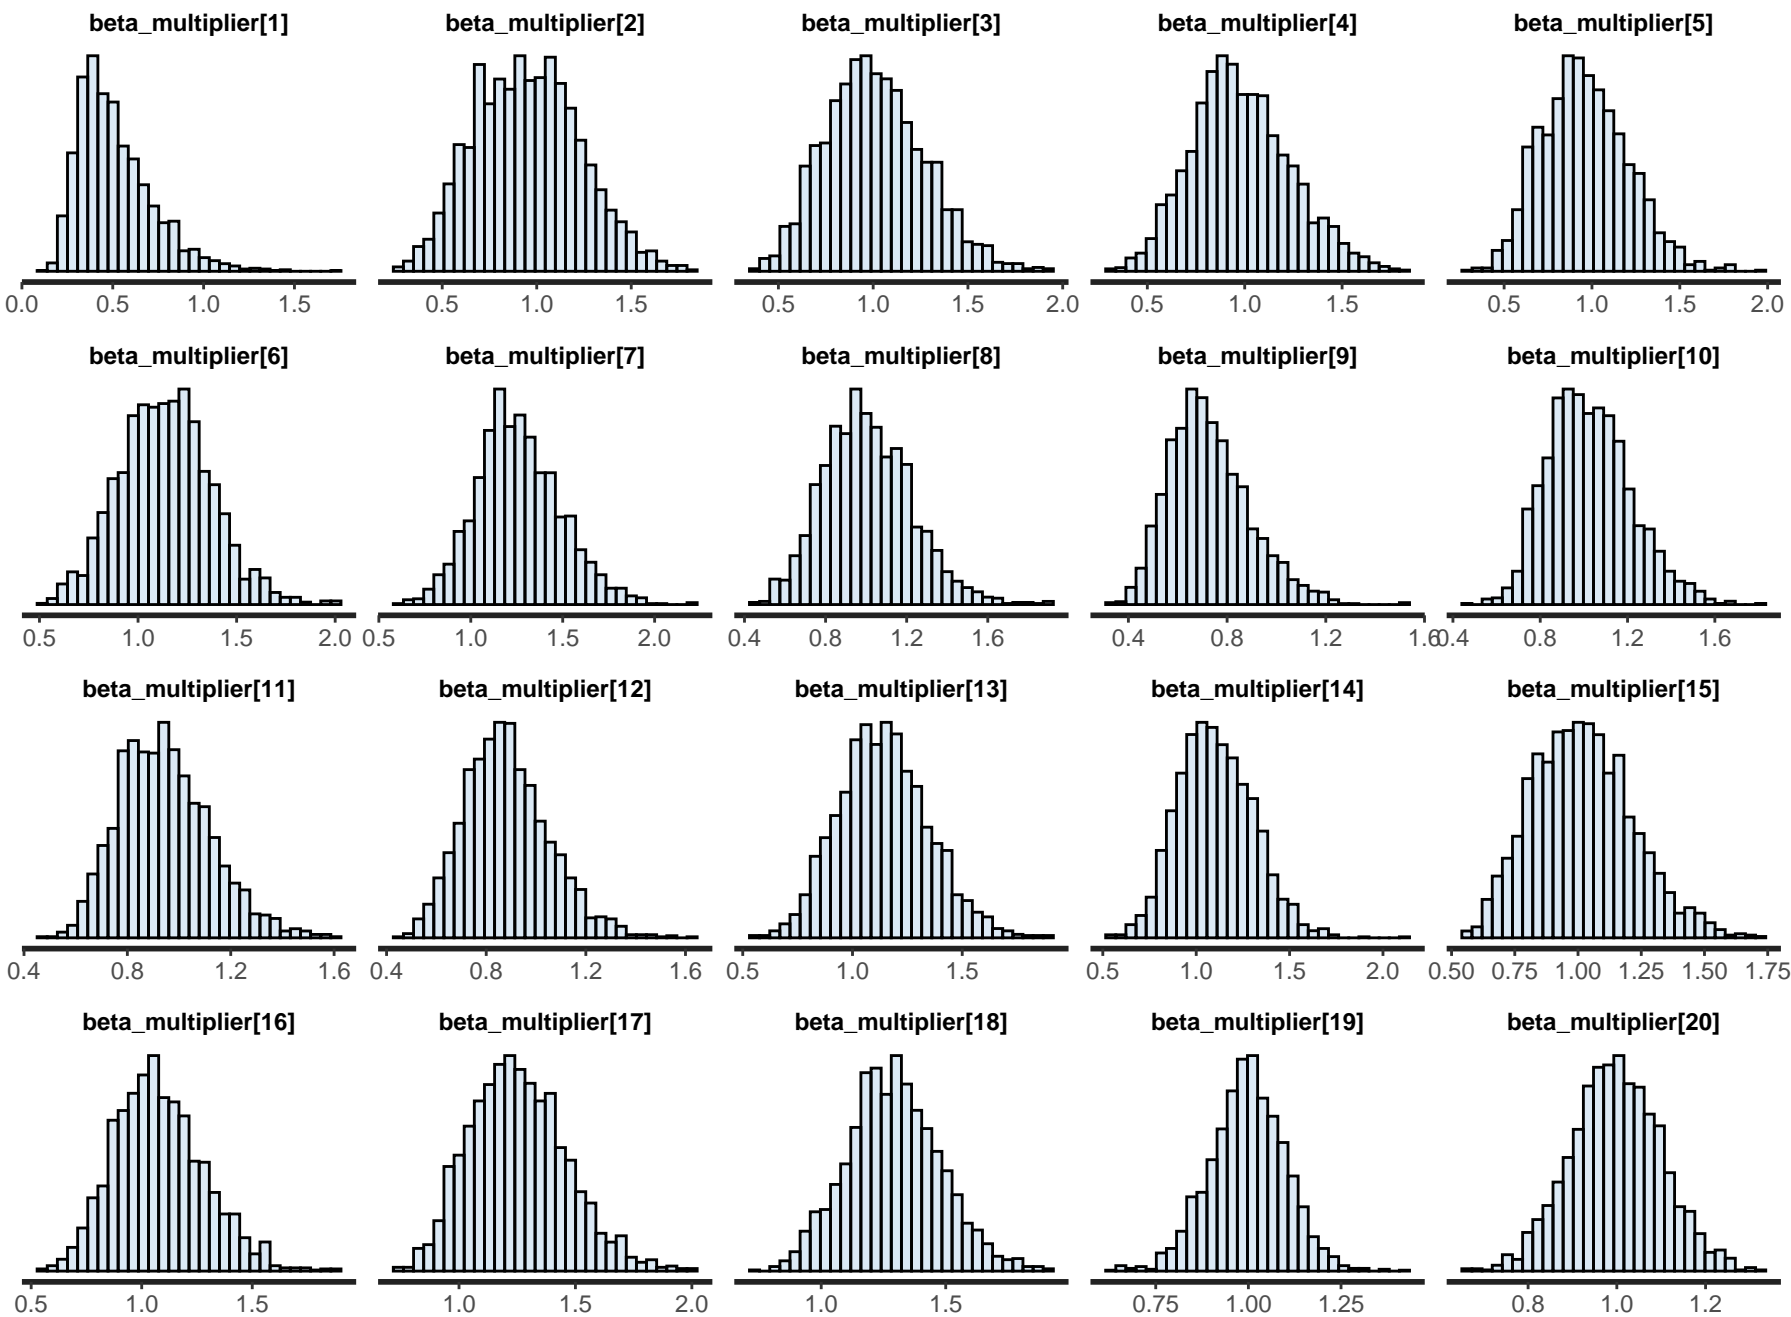 beta_multiplier[1] beta_multiplier[2] beta_multiplier[3] beta_multiplier[4] beta_multiplier[5]
0.0 0.5 1.0 1.5 0.5 1.0 1.5 0.5 1.0 1.5 2.0 0.5 1.0 1.5 0.5 1.0 1.5 2.0
beta_multiplier[6] beta_multiplier[7] beta_multiplier[8] beta_multiplier[9] beta_multiplier[10]
0.5 1.0 1.5 2.0 0.5 1.0 1.5 2.0 0.4 0.8 1.2 1.6 0.4 0.8 1.2 1.6 0.4 0.8 1.2 1.6
beta_multiplier[11] beta_multiplier[12] beta_multiplier[13] beta_multiplier[14] beta_multiplier[15]
0.4 0.8 1.2 1.6 0.4 0.8 1.2 1.6 0.5 1.0 1.5 0.5 1.0 1.5 2.0 0.50 0.75 1.00 1.25 1.50 1.75
beta_multiplier[16] beta_multiplier[17] beta_multiplier[18] beta_multiplier[19] beta_multiplier[20]
0.5 1.0 1.5 1.0 1.5 2.0 1.0 1.5 0.75 1.00 1.25 0.8 1.0 1.2